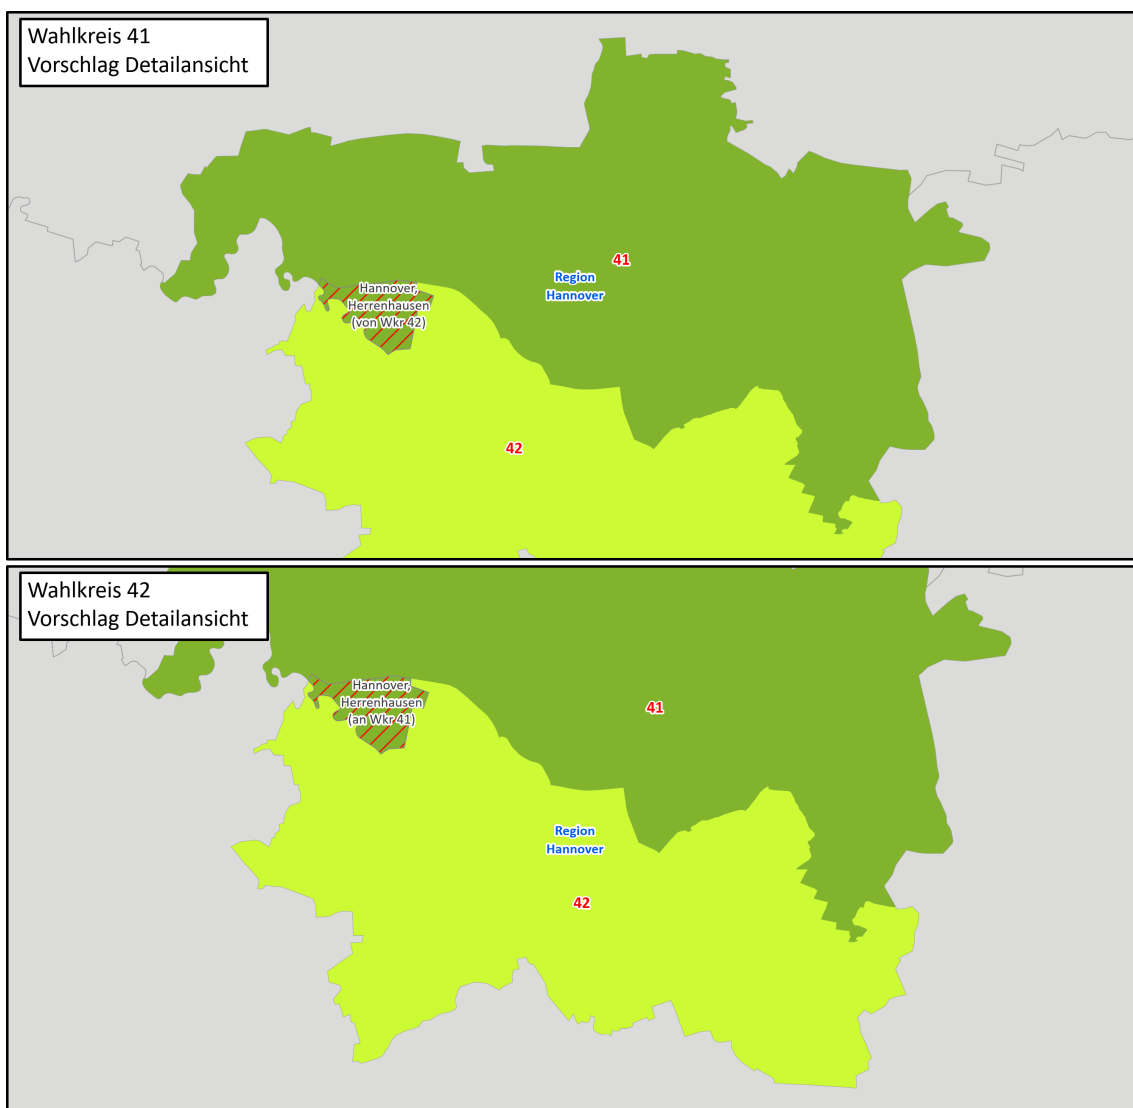 Wahlkreis 41
Vorschlag Detailansicht
41
Region
Hannover
Hannover,
Herrenhausen
(von Wkr 42)
42
Wahlkreis 42
Vorschlag Detailansicht
Hannover,
Herrenhausen
(an Wkr 41)
41
Region
Hannover
42